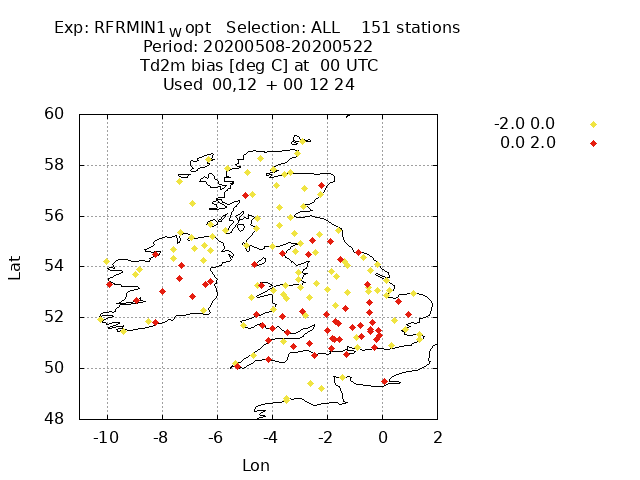 Exp: RFRMIN1_W opt Selection: ALL 151 stations
Period: 20200508-20200522
Td2m bias [deg C] at 00 UTC
Used 00,12 + 00 12 24
-2.0 0.0
0.0 2.0
60
58
56
54
52
50
48
Lat
-10 -8 -6 -4 -2 0 2
Lon